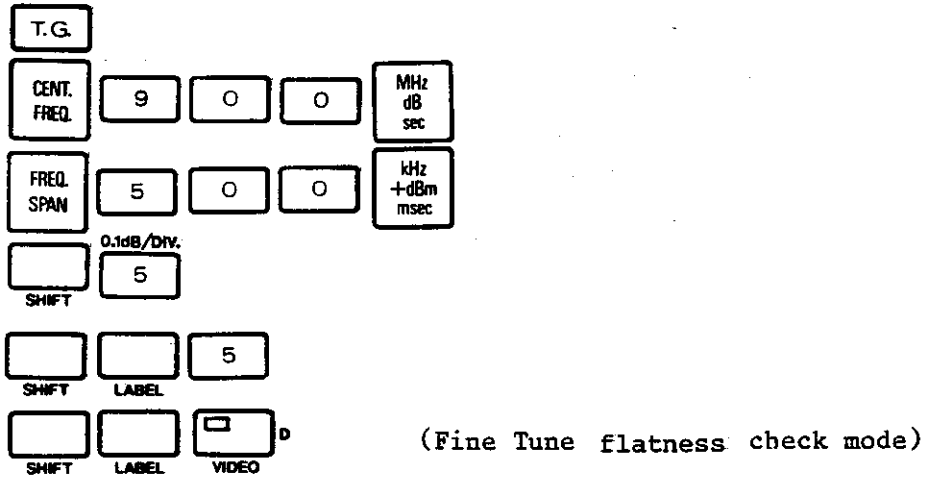 T.G.
CENT. FREQ. 9 0 0 MHz dB sec
FREQ. SPAN 5 0 0 kHz +dBm msec
0.1dB/DIV.
5
SHIFT
5
SHIFT LABEL
D (Fine Tune flatness check mode)
SHIFT LABEL VIDEO